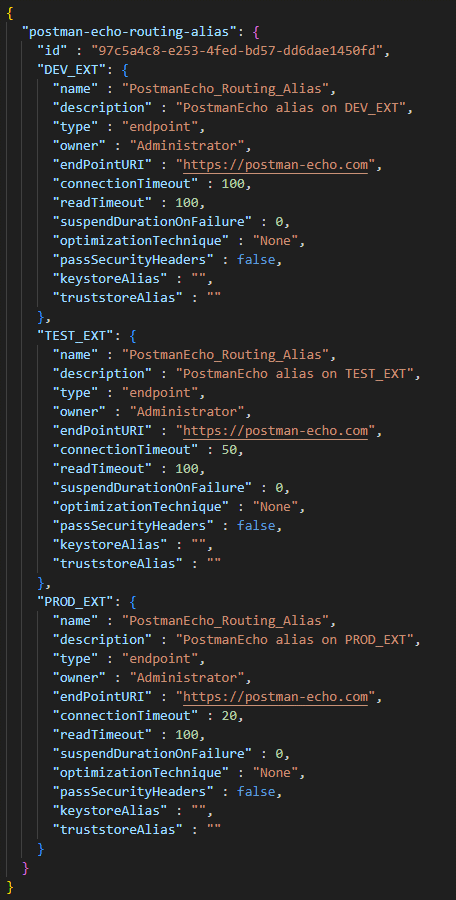 {
  "postman-echo-routing-alias": {
    "id" : "97c5a4c8-e253-4fed-bd57-dd6dae1450fd",
    "DEV_EXT": {
      "name" : "PostmanEcho_Routing_Alias",
      "description" : "PostmanEcho alias on DEV_EXT",
      "type" : "endpoint",
      "owner" : "Administrator",
      "endPointURI" : "https://postman-echo.com",
      "connectionTimeout" : 100,
      "readTimeout" : 100,
      "suspendDurationOnFailure" : 0,
      "optimizationTechnique" : "None",
      "passSecurityHeaders" : false,
      "keystoreAlias" : "",
      "truststoreAlias" : ""
    },
    "TEST_EXT": {
      "name" : "PostmanEcho_Routing_Alias",
      "description" : "PostmanEcho alias on TEST_EXT",
      "type" : "endpoint",
      "owner" : "Administrator",
      "endPointURI" : "https://postman-echo.com",
      "connectionTimeout" : 50,
      "readTimeout" : 100,
      "suspendDurationOnFailure" : 0,
      "optimizationTechnique" : "None",
      "passSecurityHeaders" : false,
      "keystoreAlias" : "",
      "truststoreAlias" : ""
    },
    "PROD_EXT": {
      "name" : "PostmanEcho_Routing_Alias",
      "description" : "PostmanEcho alias on PROD_EXT",
      "type" : "endpoint",
      "owner" : "Administrator",
      "endPointURI" : "https://postman-echo.com",
      "connectionTimeout" : 20,
      "readTimeout" : 100,
      "suspendDurationOnFailure" : 0,
      "optimizationTechnique" : "None",
      "passSecurityHeaders" : false,
      "keystoreAlias" : "",
      "truststoreAlias" : ""
    }
  }
}